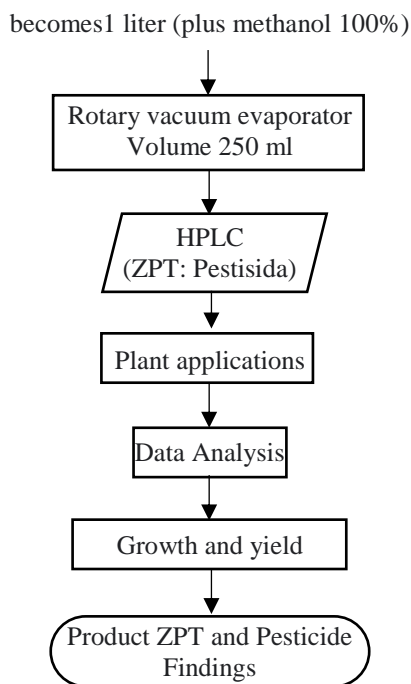 becomes1 liter (plus methanol 100%)
Rotary vacuum evaporator
Volume 250 ml
HPLC
(ZPT: Pestisida)
Plant applications
Data Analysis
Growth and yield
Product ZPT and Pesticide
Findings